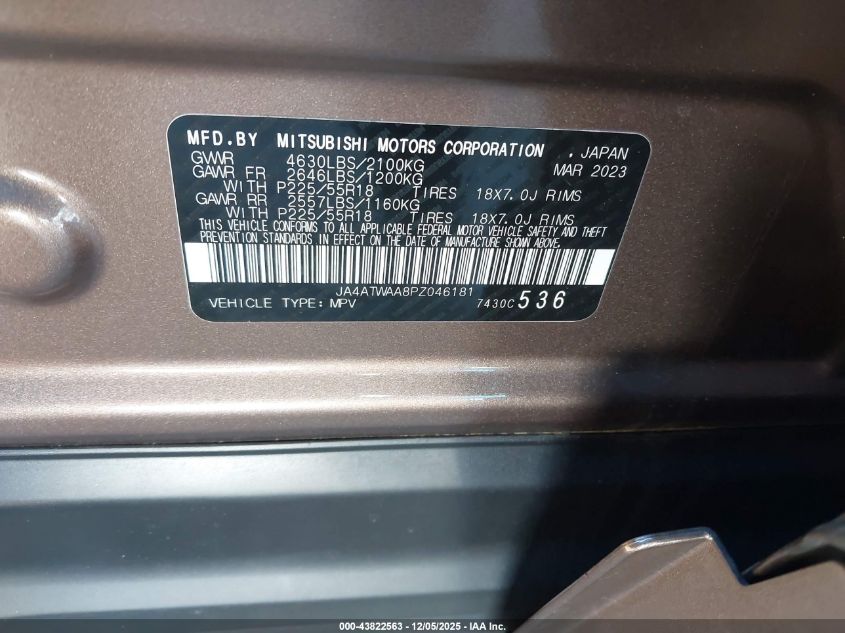 MFD.BY MITSUBISHI MOTORS CORPORATION . JAPAN
GVWR 4630LBS/2100KG MAR 2023
GAWR FR 2646LBS/1200KG
WITH P225/55R18 TIRES 18X7.0J RIMS
GAWR RR 2557LBS/1160KG
WITH P225/55R18 TIRES 18X7.0J RIMS
THIS VEHICLE CONFORMS TO ALL APPLICABLE FEDERAL MOTOR VEHICLE SAFETY AND THEFT
PREVENTION STANDARDS IN EFFECT ON THE DATE OF MANUFACTURE SHOWN ABOVE.
JA4ATWAA8PZ046181
VEHICLE TYPE: MPV 7430C 536
000-43822563 - 12/05/2025 - IAA Inc.